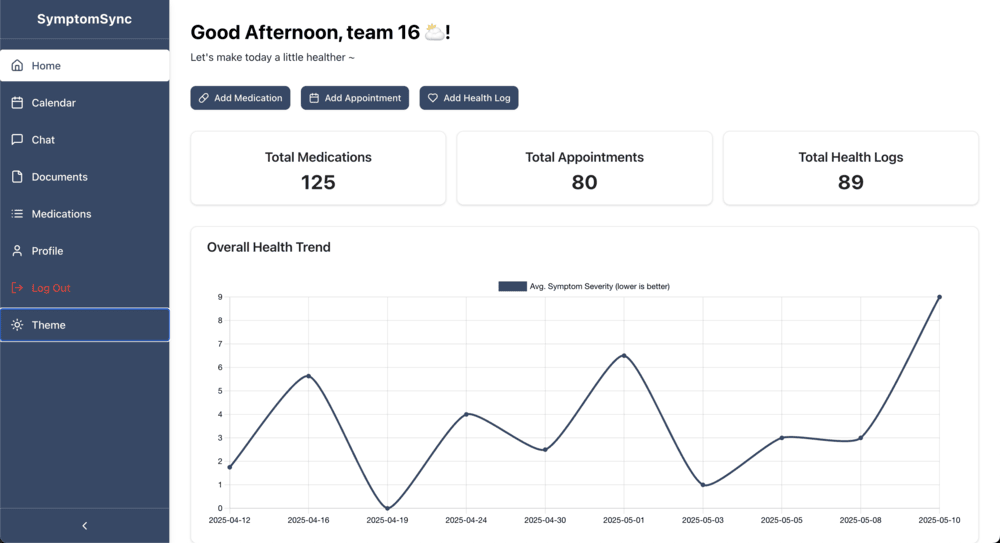 SymptomSync
Home
Calendar
Chat
Documents
Medications
Profile
Log Out
Theme
Good Afternoon, team 16 🌥️!
Let's make today a little healther ~
Add Medication
Add Appointment
Add Health Log
Total Medications
125
Total Appointments
80
Total Health Logs
89
Overall Health Trend
Avg. Symptom Severity (lower is better)
9
8
7
6
5
4
3
2
1
0
2025-04-12
2025-04-16
2025-04-19
2025-04-24
2025-04-30
2025-05-01
2025-05-03
2025-05-05
2025-05-08
2025-05-10